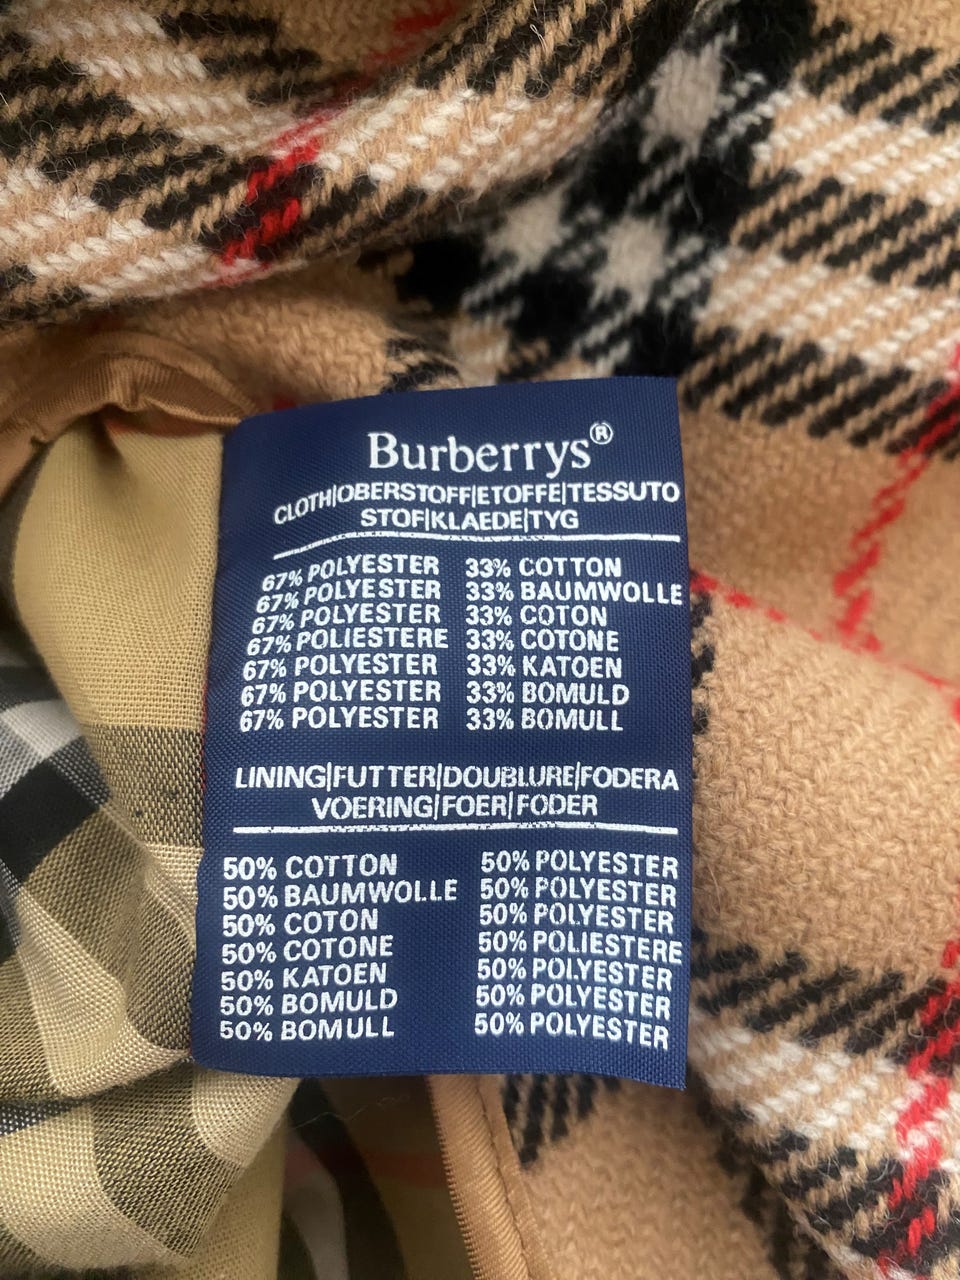 Burberrys®
CLOTH|OBERSTOFF|ETOFFE|TESSUTO
STOF|KLAEDE|TYG
67% POLYESTER 33% COTTON
67% POLYESTER 33% BAUMWOLLE
67% POLYESTER 33% COTON
67% POLIESTERE 33% COTONE
67% POLYESTER 33% KATOEN
67% POLYESTER 33% BOMULD
67% POLYESTER 33% BOMULL
LINING|FUTTER|DOUBLURE|FODERA
VOERING|FOER|FODER
50% COTTON 50% POLYESTER
50% BAUMWOLLE 50% POLYESTER
50% COTON 50% POLYESTER
50% COTONE 50% POLIESTERE
50% KATOEN 50% POLYESTER
50% BOMULD 50% POLYESTER
50% BOMULL 50% POLYESTER